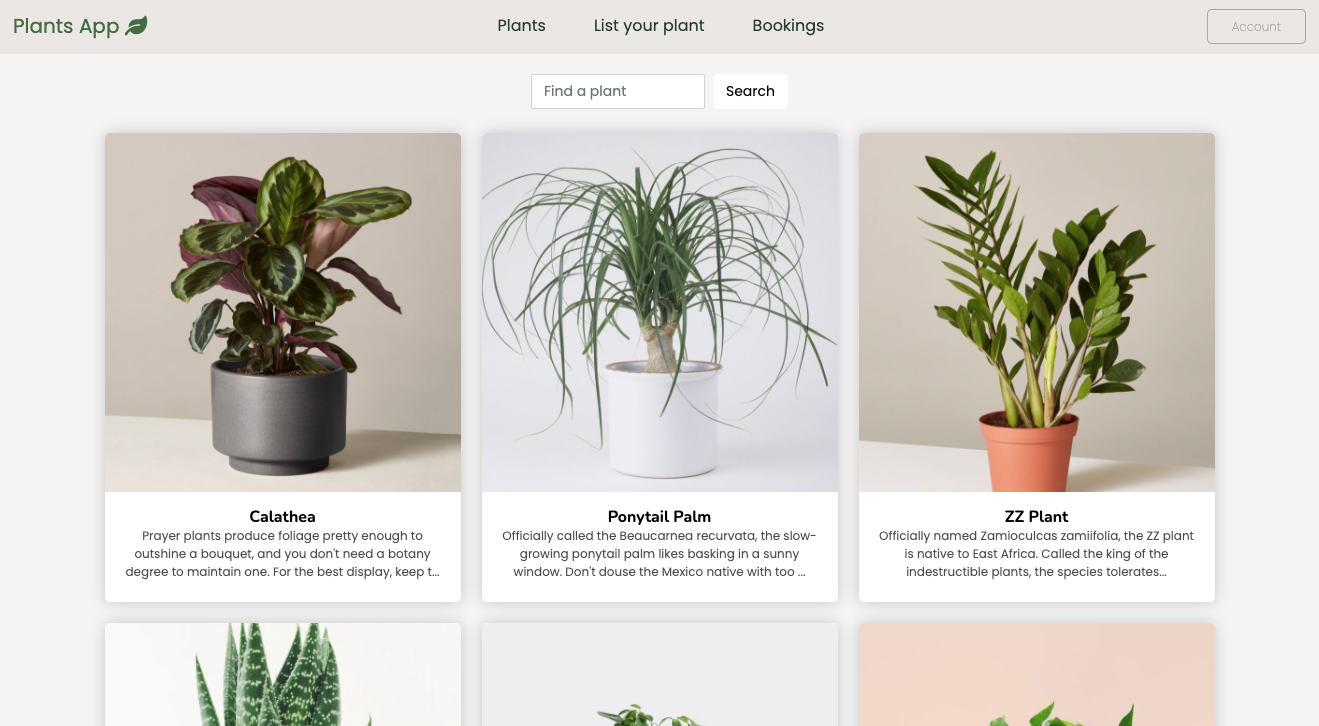 Plants App
Plants
List your plant
Bookings
Account
Find a plant
Search
Calathea
Prayer plants produce foliage pretty enough to
outshine a bouquet, and you don't need a botany
degree to maintain one. For the best display, keep t...
Ponytail Palm
Officially called the Beaucarnea recurvata, the slow-
growing ponytail palm likes basking in a sunny
window. Don't douse the Mexico native with too ...
ZZ Plant
Officially named Zamioculcas zamiifolia, the ZZ plant
is native to East Africa. Called the king of the
indestructible plants, the species tolerates...